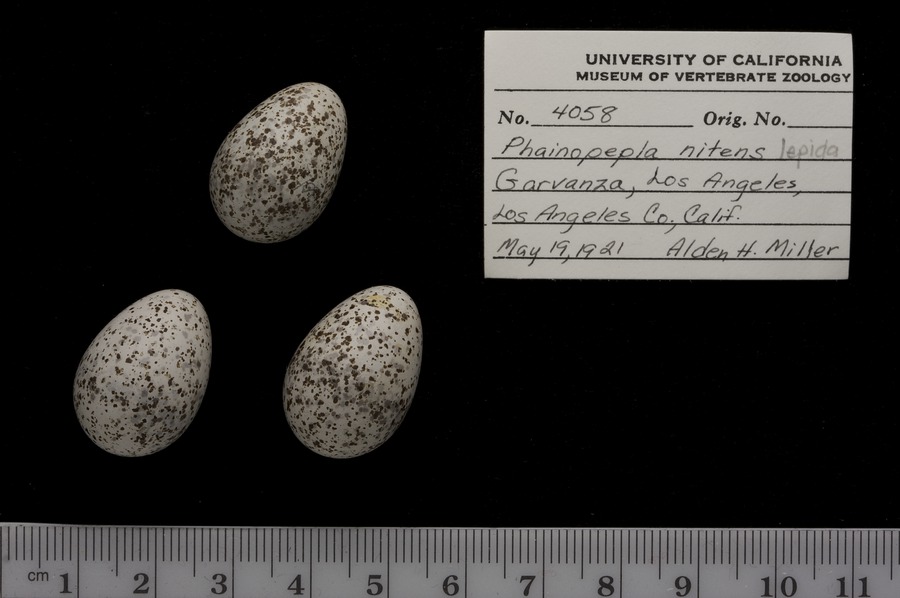 UNIVERSITY OF CALIFORNIA
MUSEUM OF VERTEBRATE ZOOLOGY
No. 4058 Orig. No.
Phainopepla nitens lepida
Garvanza, Los Angeles,
Los Angeles Co., Calif.
May 19, 1921 Alden H. Miller
cm 1 2 3 4 5 6 7 8 9 10 11